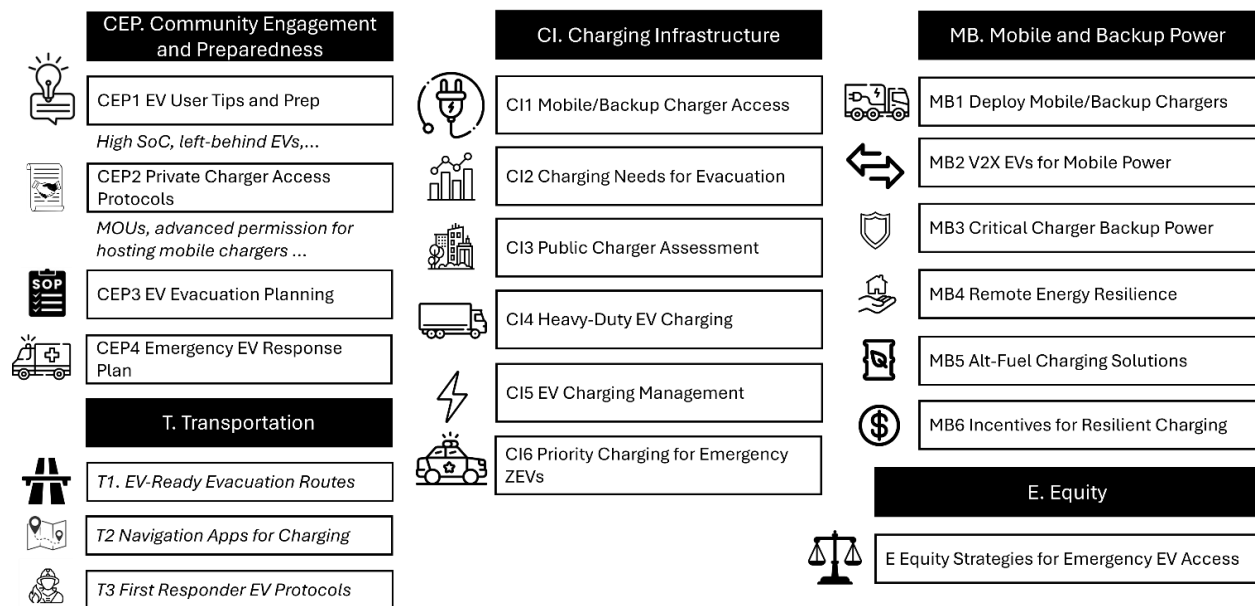 CEP. Community Engagement
and Preparedness
CEP1 EV User Tips and Prep
High SoC, left-behind EVs,...
CEP2 Private Charger Access
Protocols
MOUs, advanced permission for
hosting mobile chargers ...
SOP
CEP3 EV Evacuation Planning
CEP4 Emergency EV Response
Plan
T. Transportation
T1. EV-Ready Evacuation Routes
T2 Navigation Apps for Charging
T3 First Responder EV Protocols
CI. Charging Infrastructure
CI1 Mobile/Backup Charger Access
CI2 Charging Needs for Evacuation
CI3 Public Charger Assessment
CI4 Heavy-Duty EV Charging
CI5 EV Charging Management
CI6 Priority Charging for Emergency
ZEVs
MB. Mobile and Backup Power
MB1 Deploy Mobile/Backup Chargers
MB2 V2X EVs for Mobile Power
MB3 Critical Charger Backup Power
MB4 Remote Energy Resilience
MB5 Alt-Fuel Charging Solutions
$
MB6 Incentives for Resilient Charging
E. Equity
E Equity Strategies for Emergency EV Access